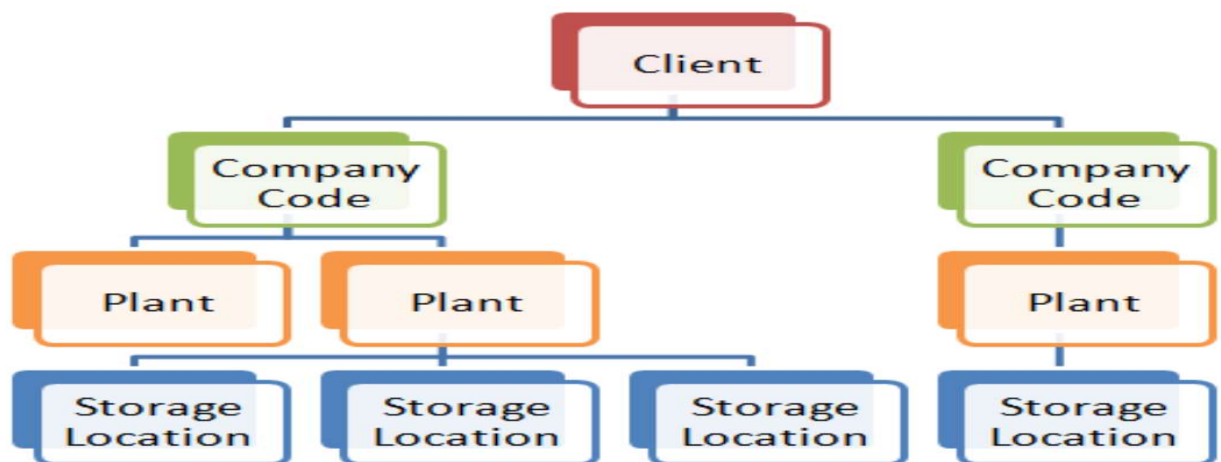 Client
Company
Code
Company
Code
Plant
Plant
Plant
Storage
Location
Storage
Location
Storage
Location
Storage
Location